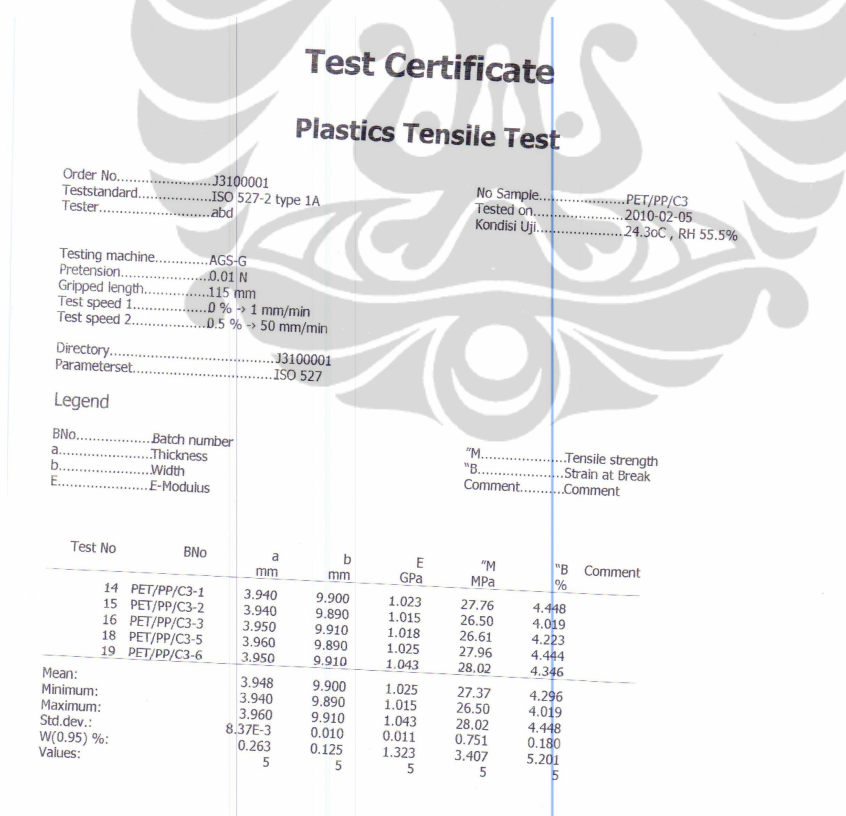 Test Certificate
Plastics Tensile Test
Order No.......................J3100001
Teststandard..................ISO 527-2 type 1A
Tester...........................abd
No Sample.....................PET/PP/C3
Tested on......................2010-02-05
Kondisi Uji.....................24.3oC , RH 55.5%
Testing machine.............AGS-G
Pretension.....................0.01 N
Gripped length................115 mm
Test speed 1..................0 % -> 1 mm/min
Test speed 2..................0.5 % -> 50 mm/min
Directory........................................J3100001
Parameterset..................................ISO 527
Legend
BNo...................Batch number
a......................Thickness
b......................Width
E......................E-Modulus
"M....................Tensile strength
"B.....................Strain at Break
Comment...........Comment
Test No BNo a b E "M "B Comment
mm mm GPa MPa %
14 PET/PP/C3-1 3.940 9.900 1.023 27.76 4.448
15 PET/PP/C3-2 3.940 9.890 1.015 26.50 4.019
16 PET/PP/C3-3 3.950 9.910 1.018 26.61 4.223
18 PET/PP/C3-5 3.960 9.890 1.025 27.96 4.444
19 PET/PP/C3-6 3.950 9.910 1.043 28.02 4.346
Mean: 3.948 9.900 1.025 27.37 4.296
Minimum: 3.940 9.890 1.015 26.50 4.019
Maximum: 3.960 9.910 1.043 28.02 4.448
Std.dev.: 8.37E-3 0.010 0.011 0.751 0.180
W(0.95) %: 0.263 0.125 1.323 3.407 5.201
Values: 5 5 5 5 5